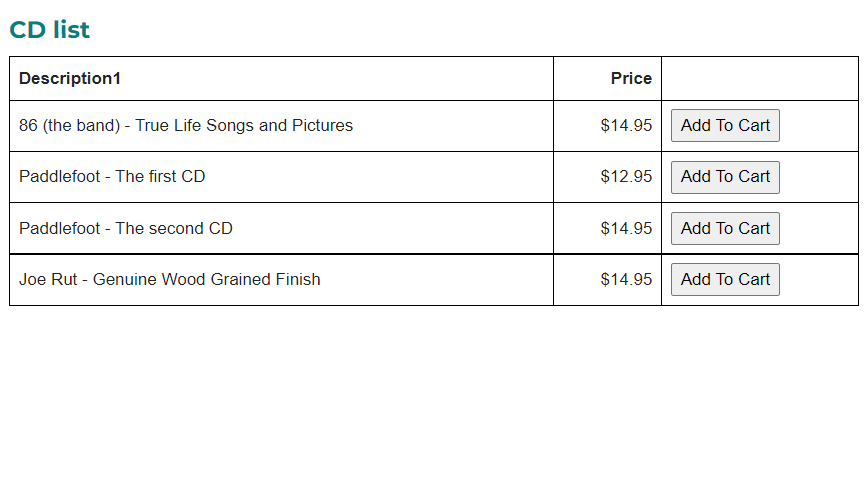 CD list
Description1 Price
86 (the band) - True Life Songs and Pictures $14.95 Add To Cart
Paddlefoot - The first CD $12.95 Add To Cart
Paddlefoot - The second CD $14.95 Add To Cart
Joe Rut - Genuine Wood Grained Finish $14.95 Add To Cart